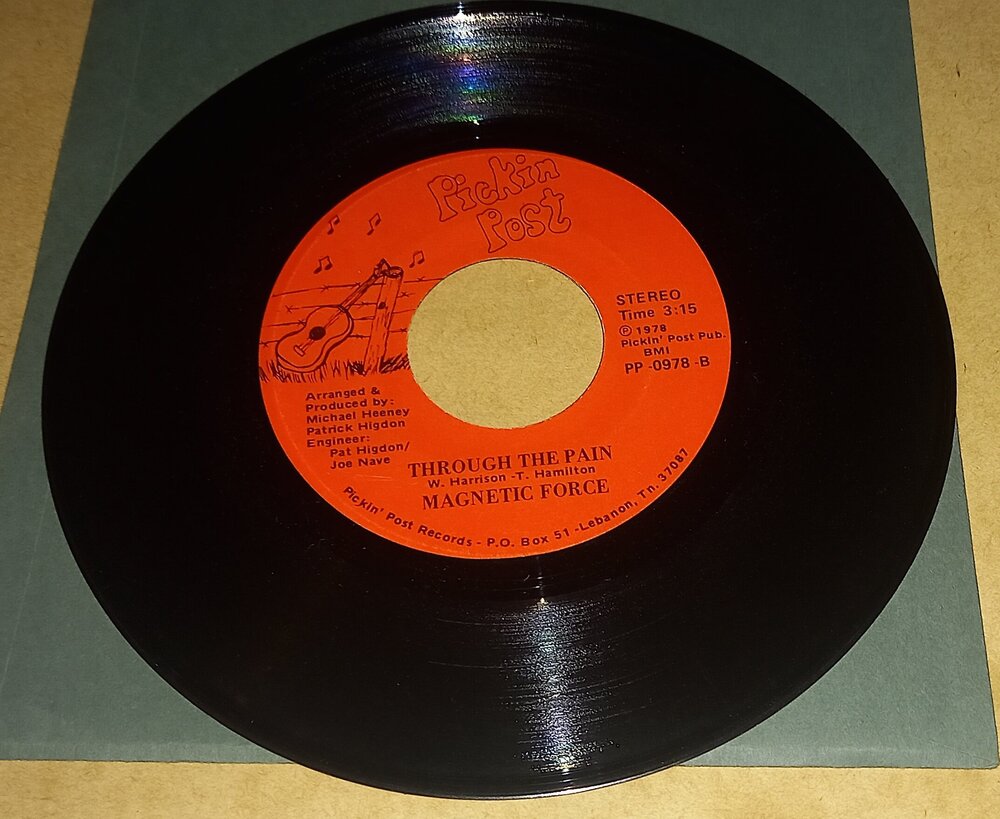 Pickin
Post
STEREO
Time 3:15
℗ 1978
Pickin' Post Pub.
BMI
PP -0978 -B
Arranged &
Produced by:
Michael Heeney
Patrick Higdon
Engineer:
Pat Higdon/
Joe Nave
THROUGH THE PAIN
W. Harrison -T. Hamilton
MAGNETIC FORCE
Pickin' Post Records - P.O. Box 51 -Lebanon, Tn. 37087